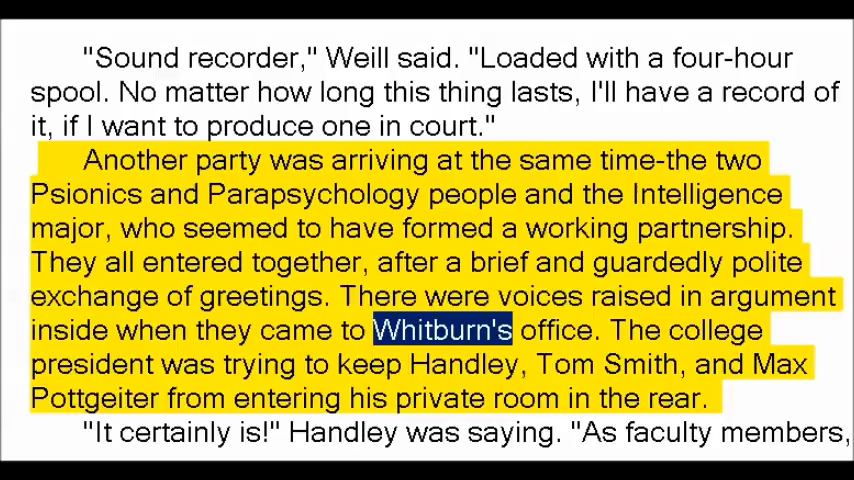 "Sound recorder," Weill said. "Loaded with a four-hour
spool. No matter how long this thing lasts, I'll have a record of
it, if I want to produce one in court."
Another party was arriving at the same time-the two
Psionics and Parapsychology people and the Intelligence
major, who seemed to have formed a working partnership.
They all entered together, after a brief and guardedly polite
exchange of greetings. There were voices raised in argument
inside when they came to Whitburn's office. The college
president was trying to keep Handley, Tom Smith, and Max
Pottgeiter from entering his private room in the rear.
"It certainly is!" Handley was saying. "As faculty members,